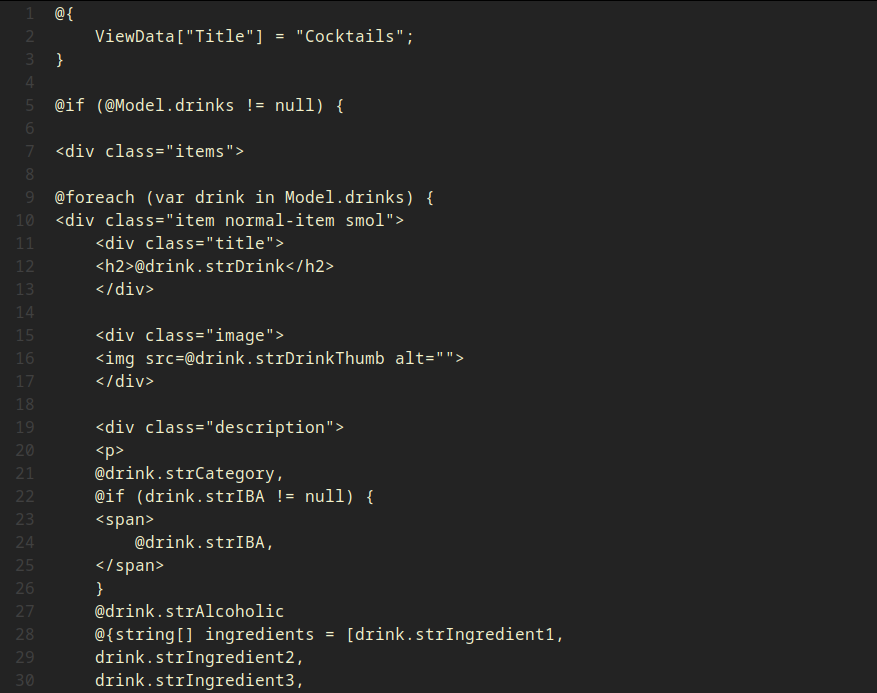 1 @{
2 ViewData["Title"] = "Cocktails";
3 }
4
5 @if (@Model.drinks != null) {
6
7 <div class="items">
8
9 @foreach (var drink in Model.drinks) {
10 <div class="item normal-item smol">
11 <div class="title">
12 <h2>@drink.strDrink</h2>
13 </div>
14
15 <div class="image">
16 <img src=@drink.strDrinkThumb alt="">
17 </div>
18
19 <div class="description">
20 <p>
21 @drink.strCategory,
22 @if (drink.strIBA != null) {
23 <span>
24 @drink.strIBA,
25 </span>
26 }
27 @drink.strAlcoholic
28 @{string[] ingredients = [drink.strIngredient1,
29 drink.strIngredient2,
30 drink.strIngredient3,